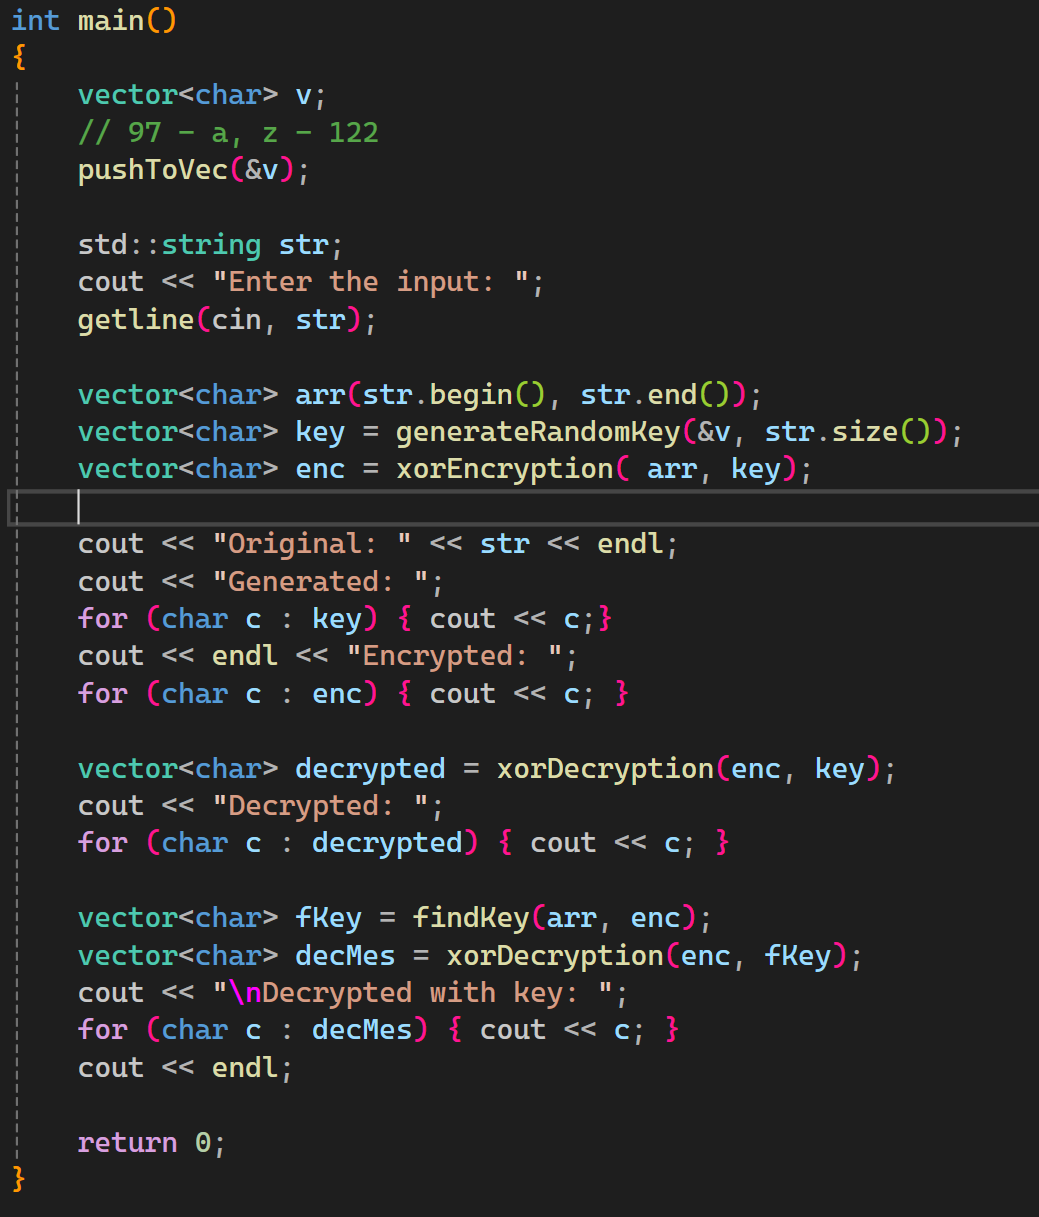 int main()
{
    vector<char> v;
    // 97 - a, z - 122
    pushToVec(&v);

    std::string str;
    cout << "Enter the input: ";
    getline(cin, str);

    vector<char> arr(str.begin(), str.end());
    vector<char> key = generateRandomKey(&v, str.size());
    vector<char> enc = xorEncryption( arr, key);

    cout << "Original: " << str << endl;
    cout << "Generated: ";
    for (char c : key) { cout << c;}
    cout << endl << "Encrypted: ";
    for (char c : enc) { cout << c; }

    vector<char> decrypted = xorDecryption(enc, key);
    cout << "Decrypted: ";
    for (char c : decrypted) { cout << c; }

    vector<char> fKey = findKey(arr, enc);
    vector<char> decMes = xorDecryption(enc, fKey);
    cout << "\nDecrypted with key: ";
    for (char c : decMes) { cout << c; }
    cout << endl;

    return 0;
}